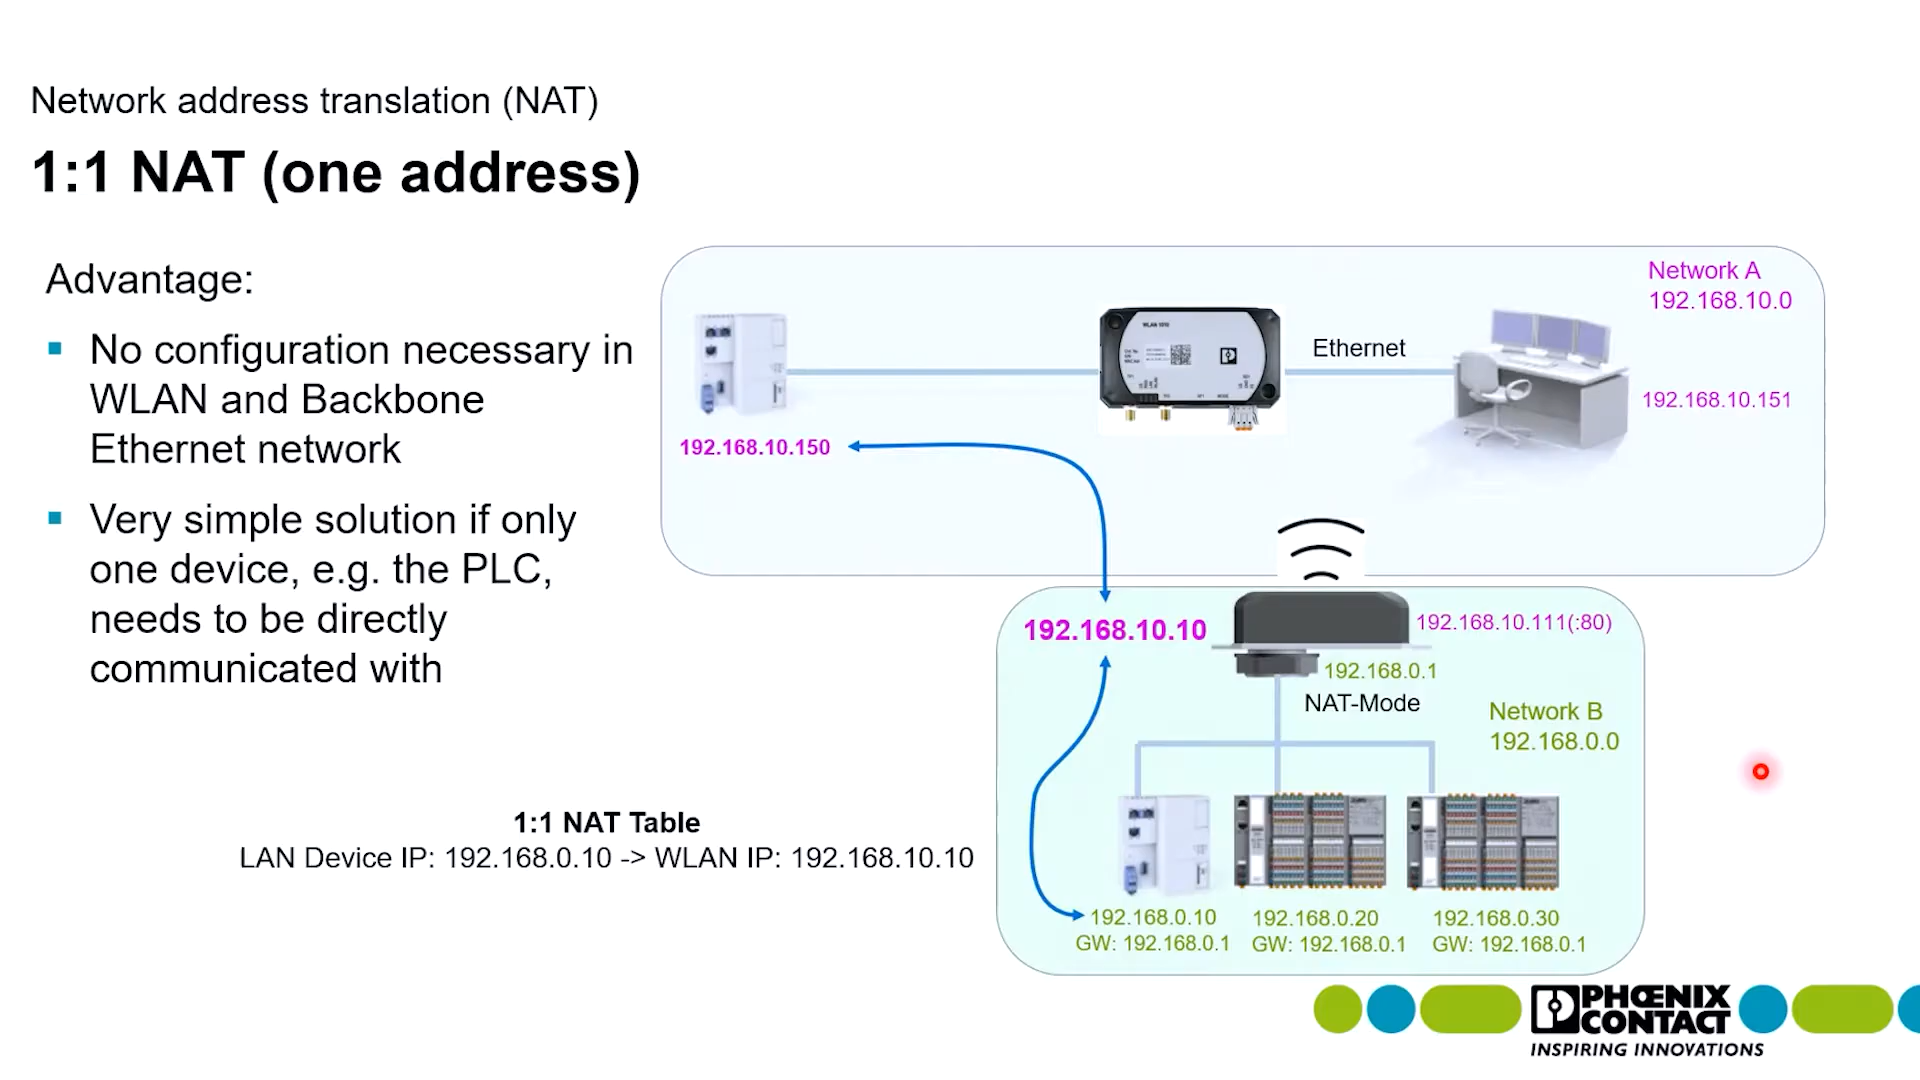 Network address translation (NAT)
1:1 NAT (one address)
Advantage:
▪ No configuration necessary in
WLAN and Backbone
Ethernet network
▪ Very simple solution if only
one device, e.g. the PLC,
needs to be directly
communicated with
1:1 NAT Table
LAN Device IP: 192.168.0.10 -> WLAN IP: 192.168.10.10
Network A
192.168.10.0
WLAN 1010
Ethernet
192.168.10.151
192.168.10.150
192.168.10.10
192.168.10.111(:80)
192.168.0.1
NAT-Mode
Network B
192.168.0.0
192.168.0.10
GW: 192.168.0.1
192.168.0.20
GW: 192.168.0.1
192.168.0.30
GW: 192.168.0.1
PHŒNIX
CONTACT
INSPIRING INNOVATIONS